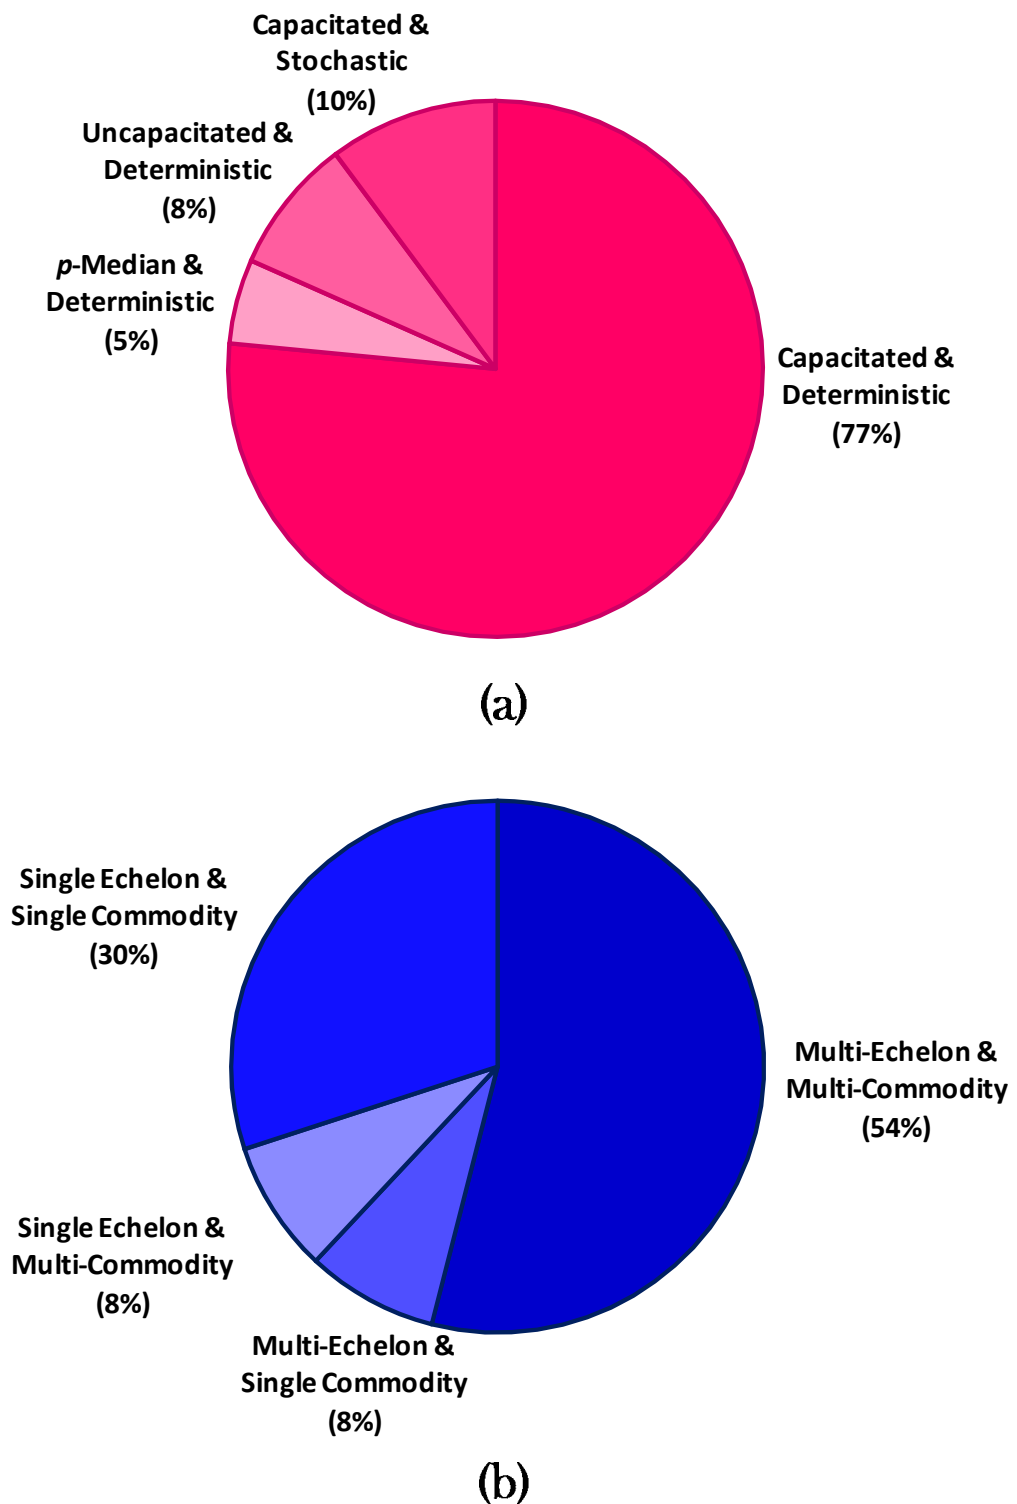 Capacitated &
Stochastic
(10%)
Uncapacitated &
Deterministic
(8%)
p-Median &
Deterministic
(5%)
Capacitated &
Deterministic
(77%)
(a)
Single Echelon &
Single Commodity
(30%)
Multi-Echelon &
Multi-Commodity
(54%)
Single Echelon &
Multi-Commodity
(8%)
Multi-Echelon &
Single Commodity
(8%)
(b)